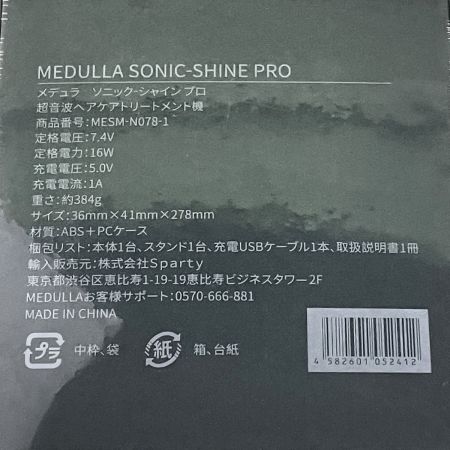 MEDULLA SONIC-SHINE PRO
メデュラ ソニック-シャイン プロ
超音波ヘアケアトリートメント機
商品番号:MESM-N078-1
定格電圧:7.4V
定格電力:16W
充電電圧:5.0V
充電電流:1A
重さ:約384g
サイズ:36mm×41mm×278mm
材質:ABS+PCケース
梱包リスト:本体1台、スタンド1台、充電USBケーブル1本、取扱説明書1冊
輸入販売元:株式会社Sparty
東京都渋谷区恵比寿1-19-19恵比寿ビジネスタワー2F
MEDULLAお客様サポート:0570-666-881
MADE IN CHINA
プラ 中枠、袋 紙 箱、台紙
4 582601 052412